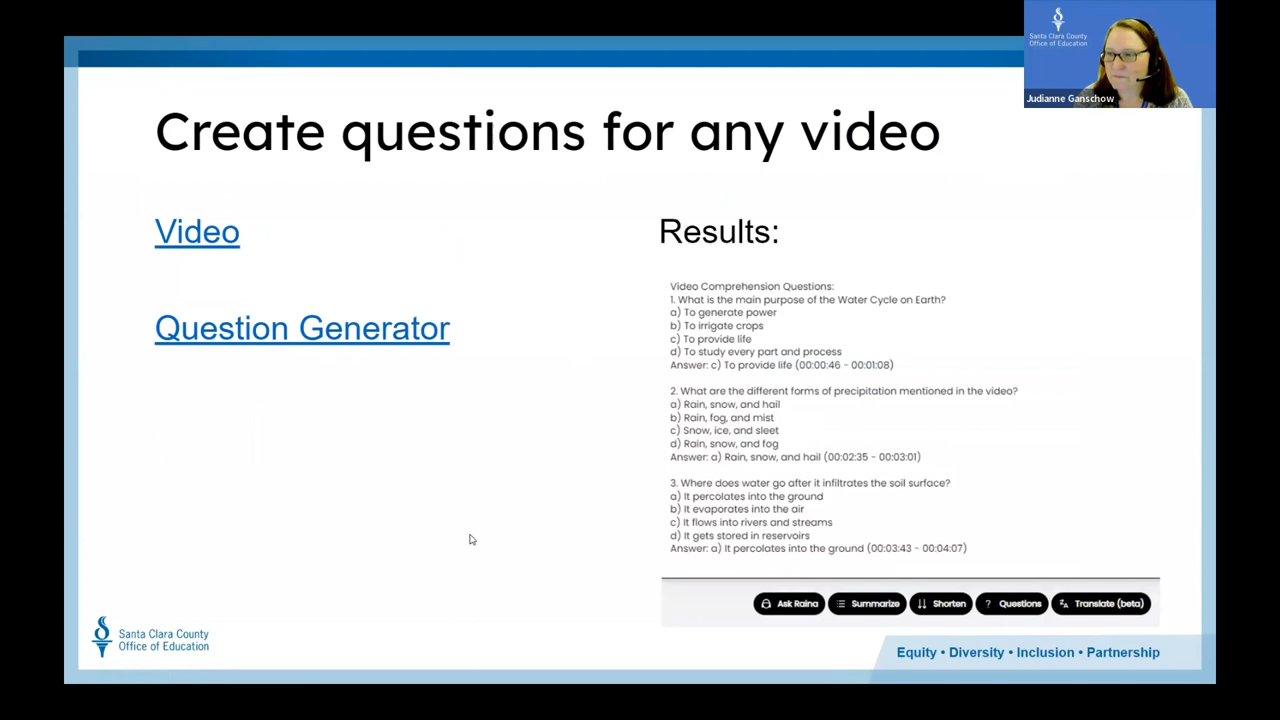 Santa Clara County
Office of Education
Judianne Ganschow
Create questions for any video
Video
Question Generator
Results:
Video Comprehension Questions:
1. What is the main purpose of the Water Cycle on Earth?
a) To generate power
b) To irrigate crops
c) To provide life
d) To study every part and process
Answer: c) To provide life (00:00:46 - 00:01:08)
2. What are the different forms of precipitation mentioned in the video?
a) Rain, snow, and hail
b) Rain, fog, and mist
c) Snow, ice, and sleet
d) Rain, snow, and fog
Answer: a) Rain, snow, and hail (00:02:35 - 00:03:01)
3. Where does water go after it infiltrates the soil surface?
a) It percolates into the ground
b) It evaporates into the air
c) It flows into rivers and streams
d) It gets stored in reservoirs
Answer: a) It percolates into the ground (00:03:43 - 00:04:07)
Ask Raina Summarize Shorten ? Questions Translate (beta)
Santa Clara County
Office of Education
Equity • Diversity • Inclusion • Partnership